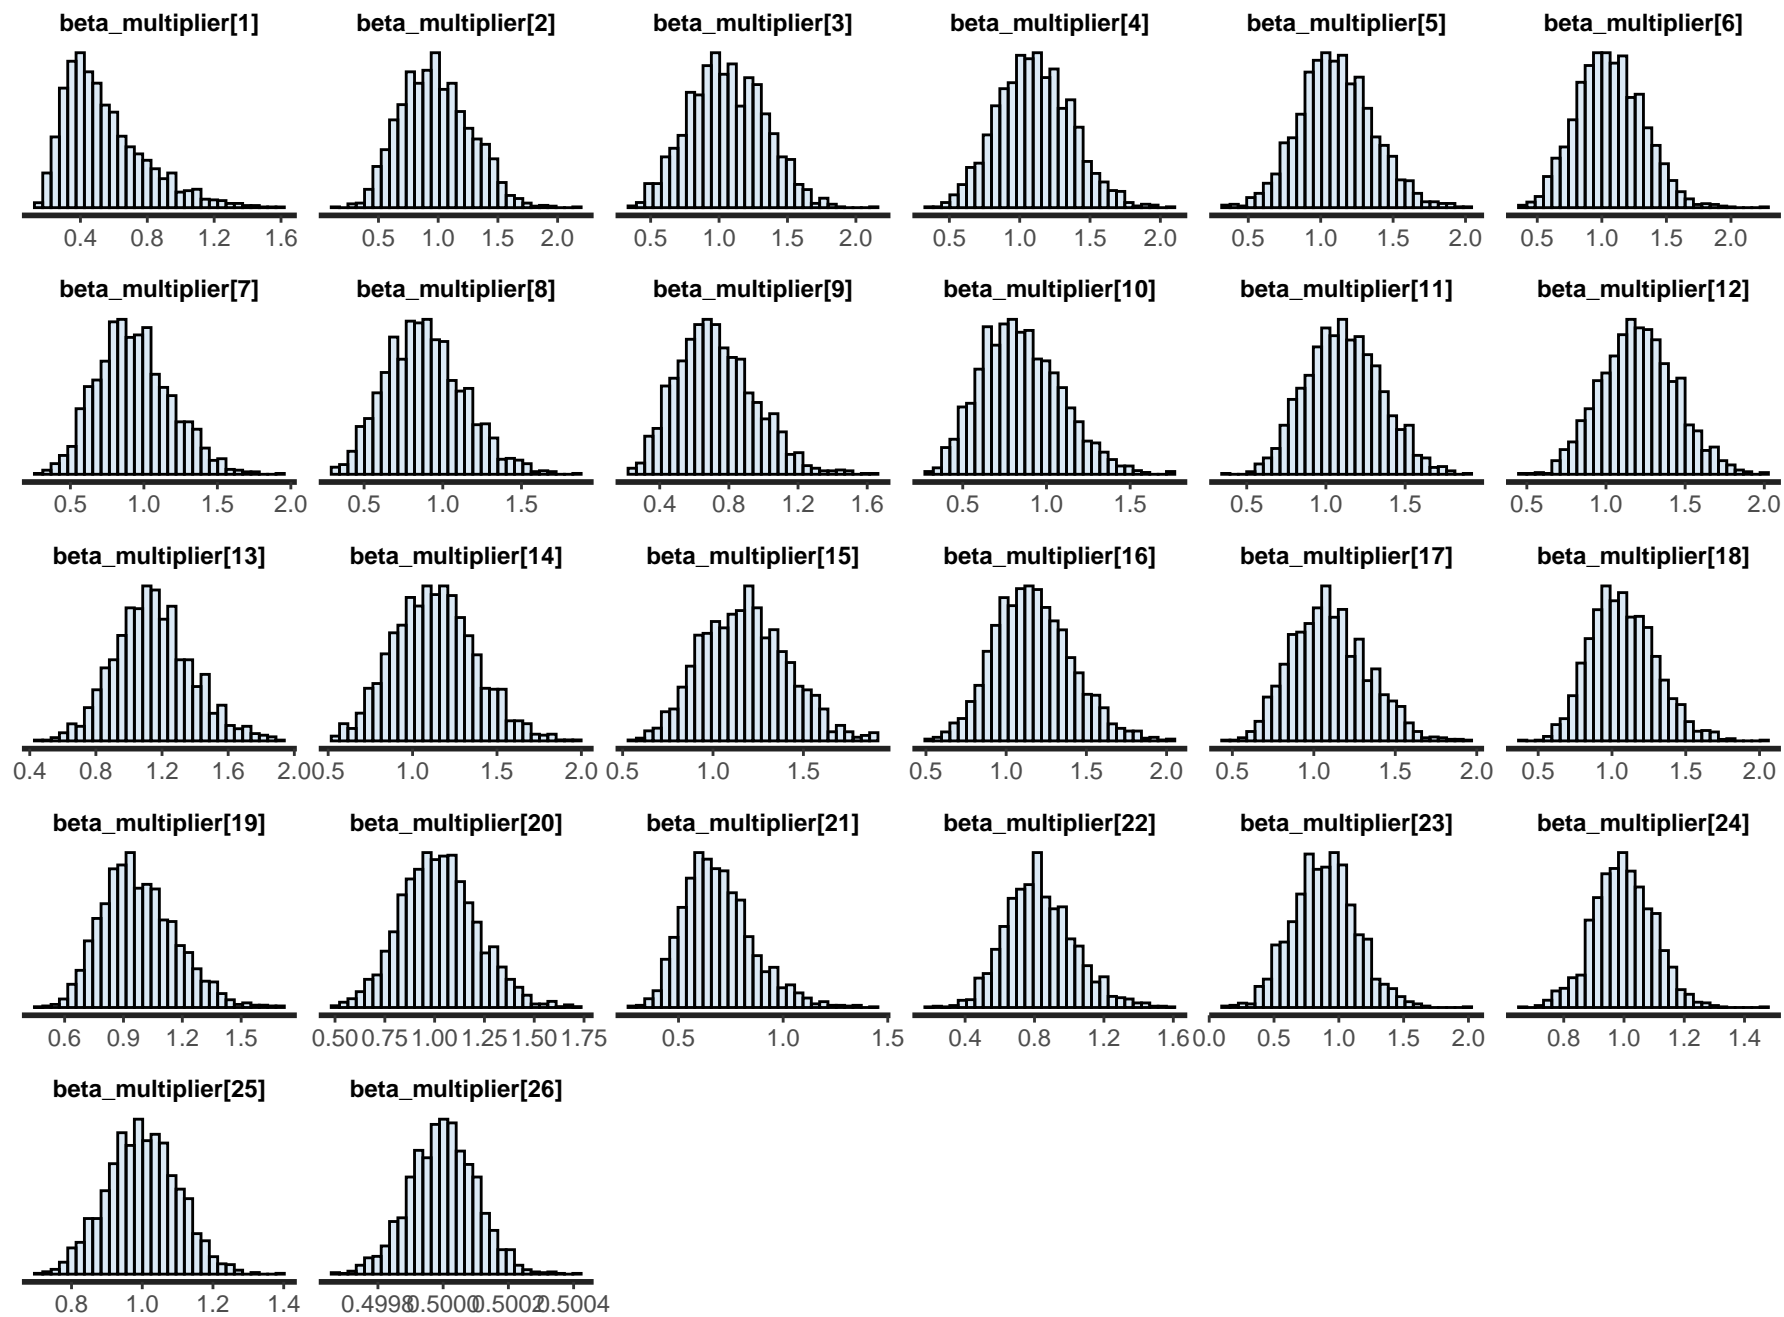 beta_multiplier[1] beta_multiplier[2] beta_multiplier[3] beta_multiplier[4] beta_multiplier[5] beta_multiplier[6]
0.4 0.8 1.2 1.6 0.5 1.0 1.5 2.0 0.5 1.0 1.5 2.0 0.5 1.0 1.5 2.0 0.5 1.0 1.5 2.0 0.5 1.0 1.5 2.0
beta_multiplier[7] beta_multiplier[8] beta_multiplier[9] beta_multiplier[10] beta_multiplier[11] beta_multiplier[12]
0.5 1.0 1.5 2.0 0.5 1.0 1.5 0.4 0.8 1.2 1.6 0.5 1.0 1.5 0.5 1.0 1.5 0.5 1.0 1.5 2.0
beta_multiplier[13] beta_multiplier[14] beta_multiplier[15] beta_multiplier[16] beta_multiplier[17] beta_multiplier[18]
0.4 0.8 1.2 1.6 2.0 0.5 1.0 1.5 2.0 0.5 1.0 1.5 0.5 1.0 1.5 2.0 0.5 1.0 1.5 2.0 0.5 1.0 1.5 2.0
beta_multiplier[19] beta_multiplier[20] beta_multiplier[21] beta_multiplier[22] beta_multiplier[23] beta_multiplier[24]
0.6 0.9 1.2 1.5 0.50 0.75 1.00 1.25 1.50 1.75 0.5 1.0 1.5 0.4 0.8 1.2 1.6 0.0 0.5 1.0 1.5 2.0 0.8 1.0 1.2 1.4
beta_multiplier[25] beta_multiplier[26]
0.8 1.0 1.2 1.4 0.4998 0.5000 0.5002 0.5004